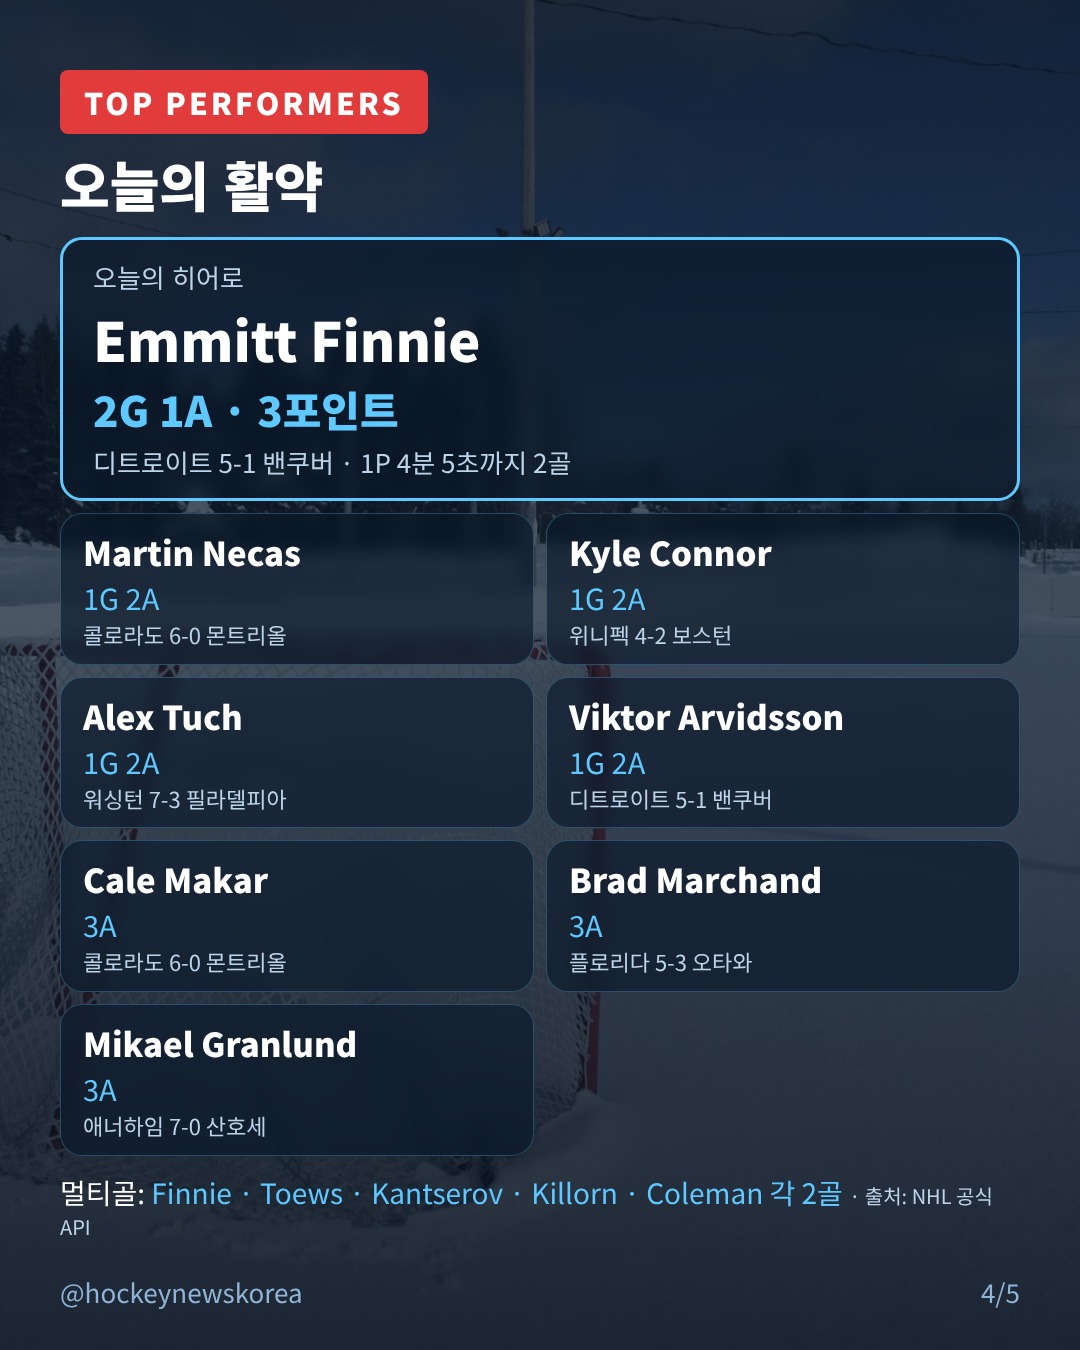 TOP PERFORMERS
오늘의 활약
오늘의 히어로
Emmitt Finnie
2G 1A · 3포인트
디트로이트 5-1 밴쿠버 · 1P 4분 5초까지 2골
Martin Necas
1G 2A
콜로라도 6-0 몬트리올
Kyle Connor
1G 2A
위니펙 4-2 보스턴
Alex Tuch
1G 2A
워싱턴 7-3 필라델피아
Viktor Arvidsson
1G 2A
디트로이트 5-1 밴쿠버
Cale Makar
3A
콜로라도 6-0 몬트리올
Brad Marchand
3A
플로리다 5-3 오타와
Mikael Granlund
3A
애너하임 7-0 산호세
멀티골: Finnie · Toews · Kantserov · Killorn · Coleman 각 2골 · 출처: NHL 공식
API
@hockeynewskorea
4/5